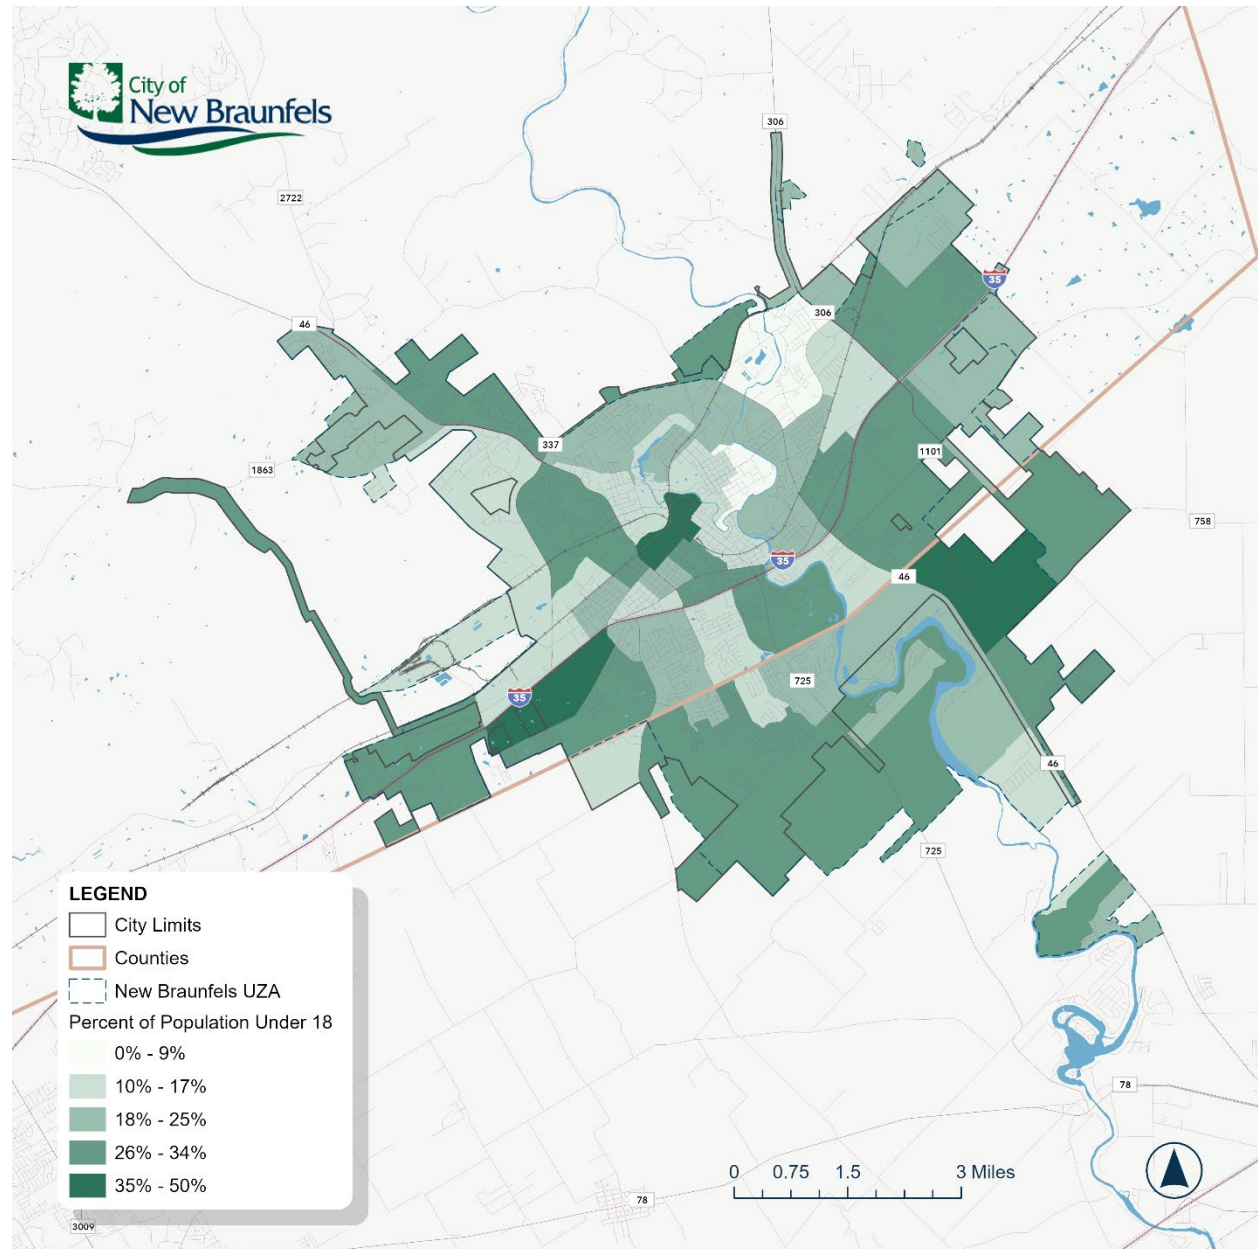 City of
New Braunfels
306
2722
35
46
306
337
1101
1863
758
35
46
725
35
46
725
LEGEND
City Limits
Counties
New Braunfels UZA
Percent of Population Under 18
0% - 9%
10% - 17%
18% - 25%
26% - 34%
35% - 50%
78
0 0.75 1.5 3 Miles
78
3009